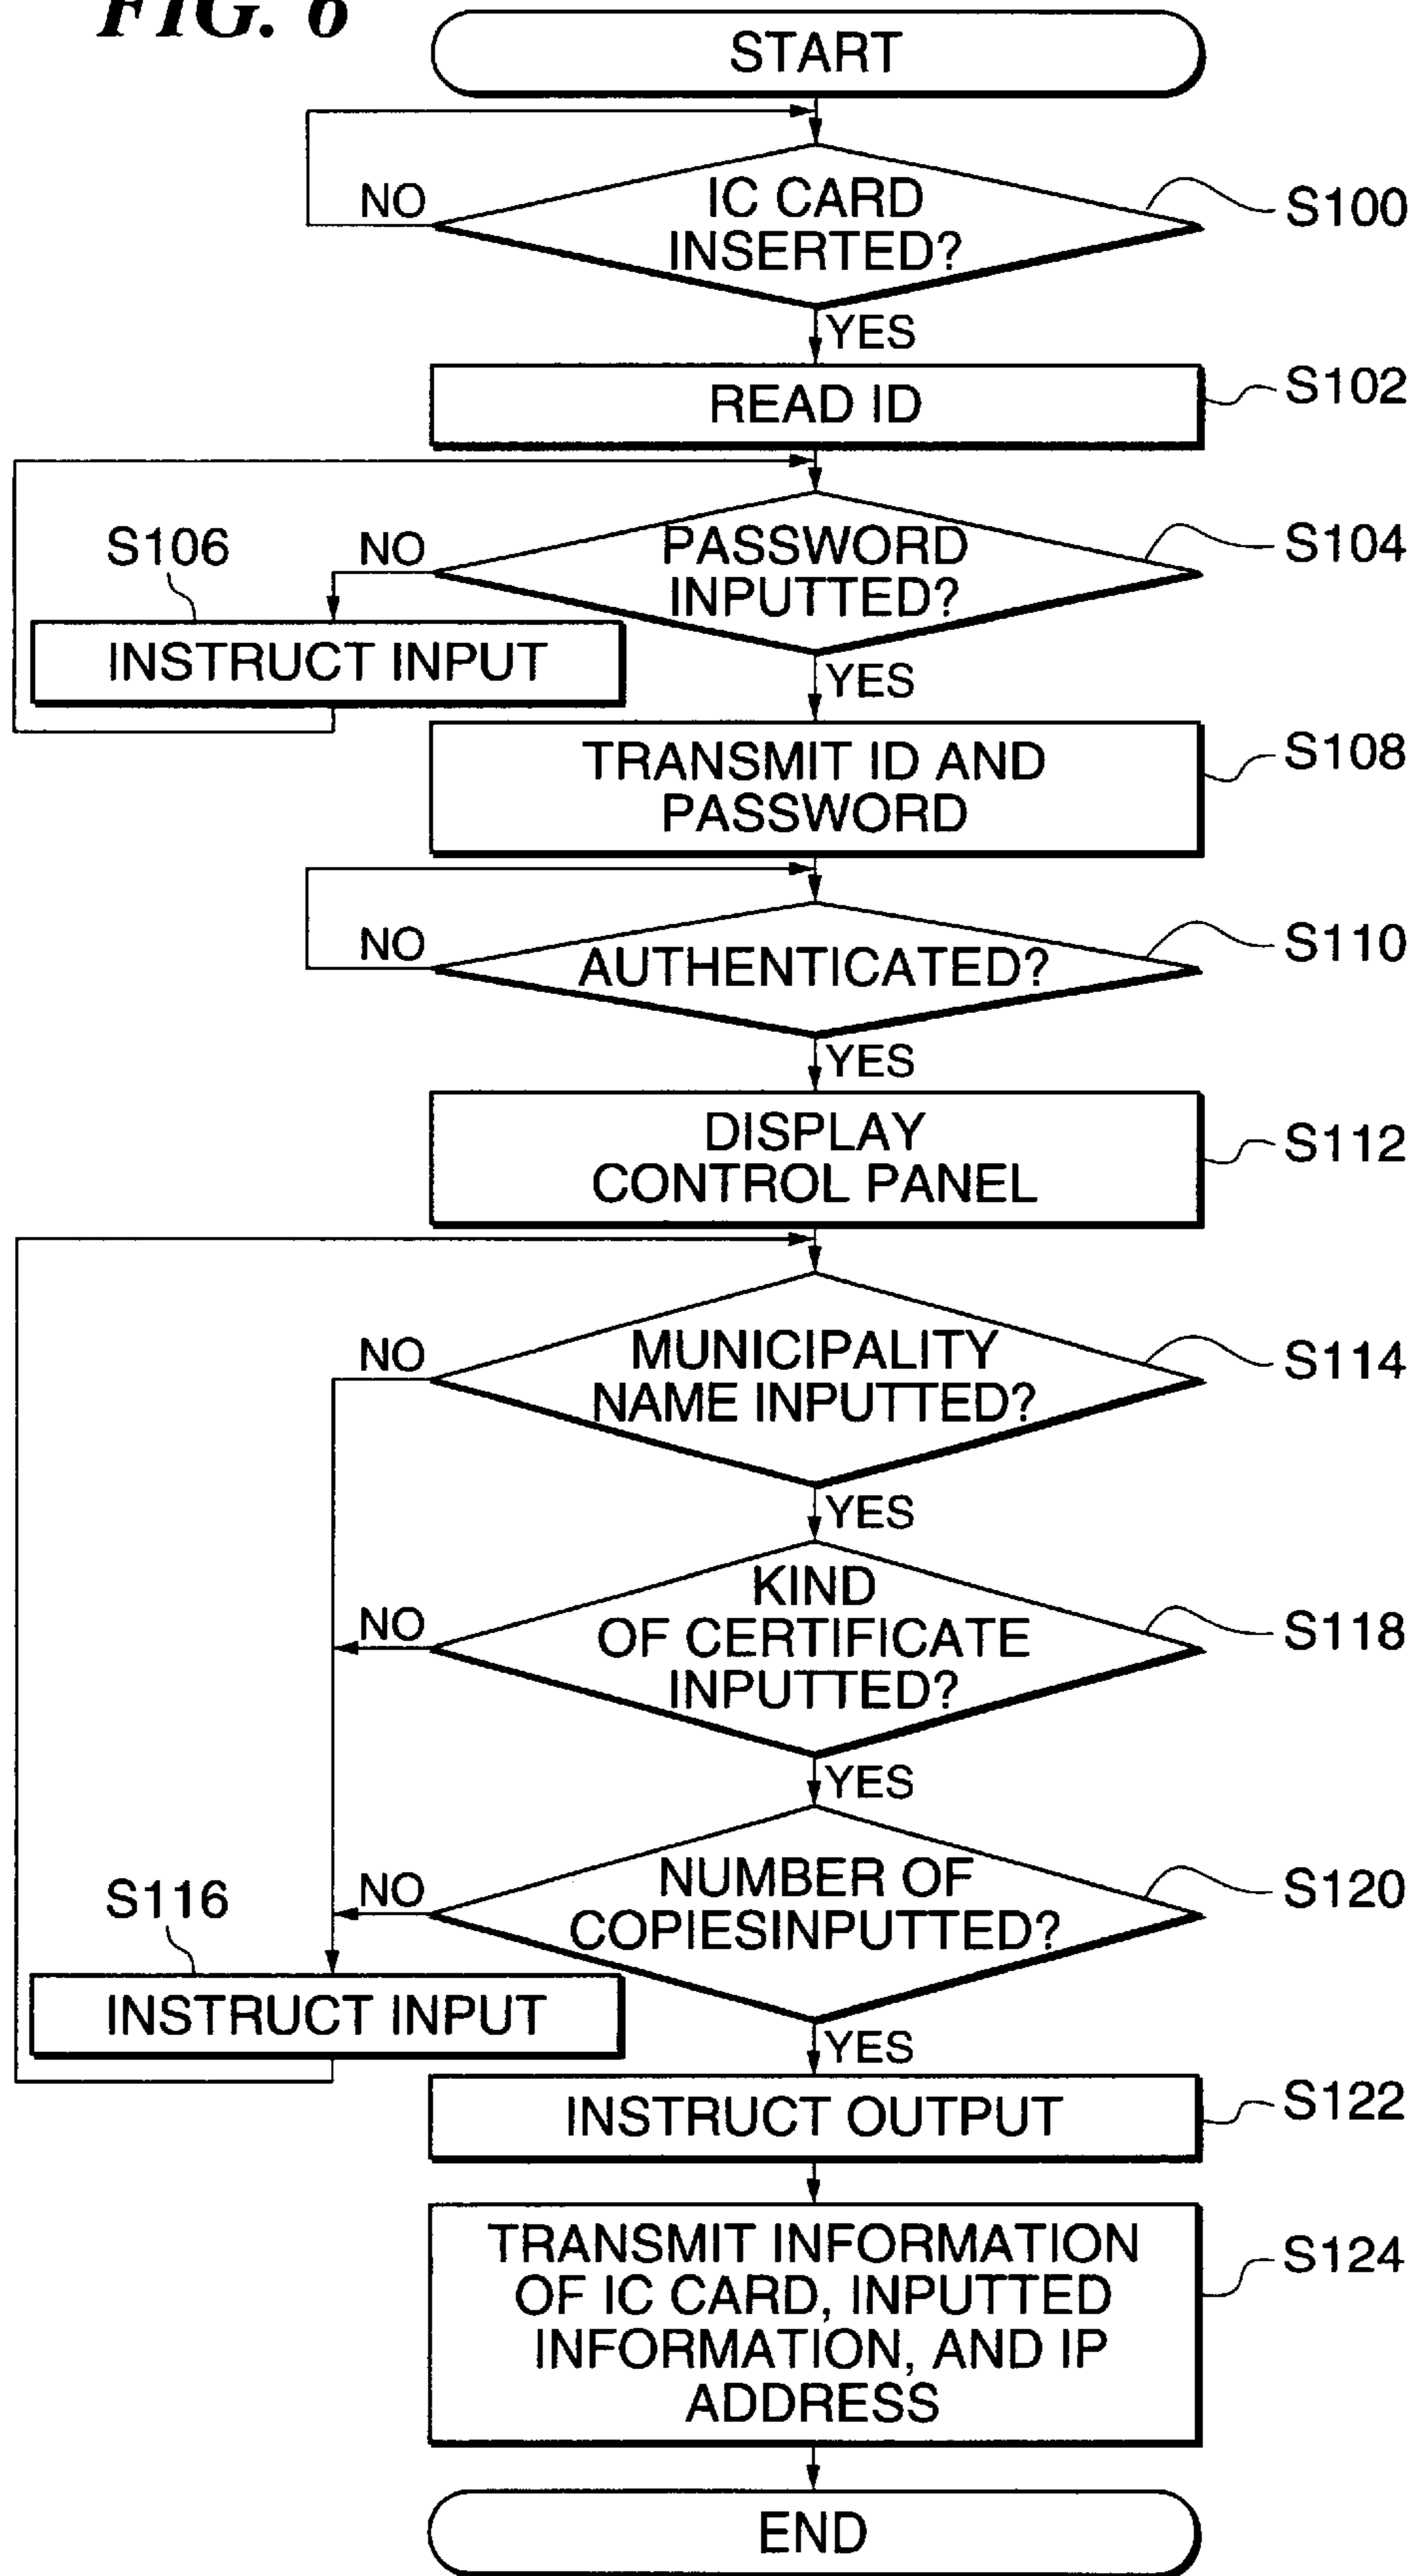 FIG. 6
START
IC CARD
INSERTED?
NO
S100
YES
READ ID
S102
PASSWORD
INPUTTED?
NO
S104
S106
INSTRUCT INPUT
YES
TRANSMIT ID AND
PASSWORD
S108
AUTHENTICATED?
NO
S110
YES
DISPLAY
CONTROL PANEL
S112
MUNICIPALITY
NAME INPUTTED?
NO
S114
YES
KIND
OF CERTIFICATE
INPUTTED?
NO
S118
YES
NUMBER OF
COPIESINPUTTED?
NO
S120
S116
INSTRUCT INPUT
YES
INSTRUCT OUTPUT
S122
TRANSMIT INFORMATION
OF IC CARD, INPUTTED
INFORMATION, AND IP
ADDRESS
S124
END